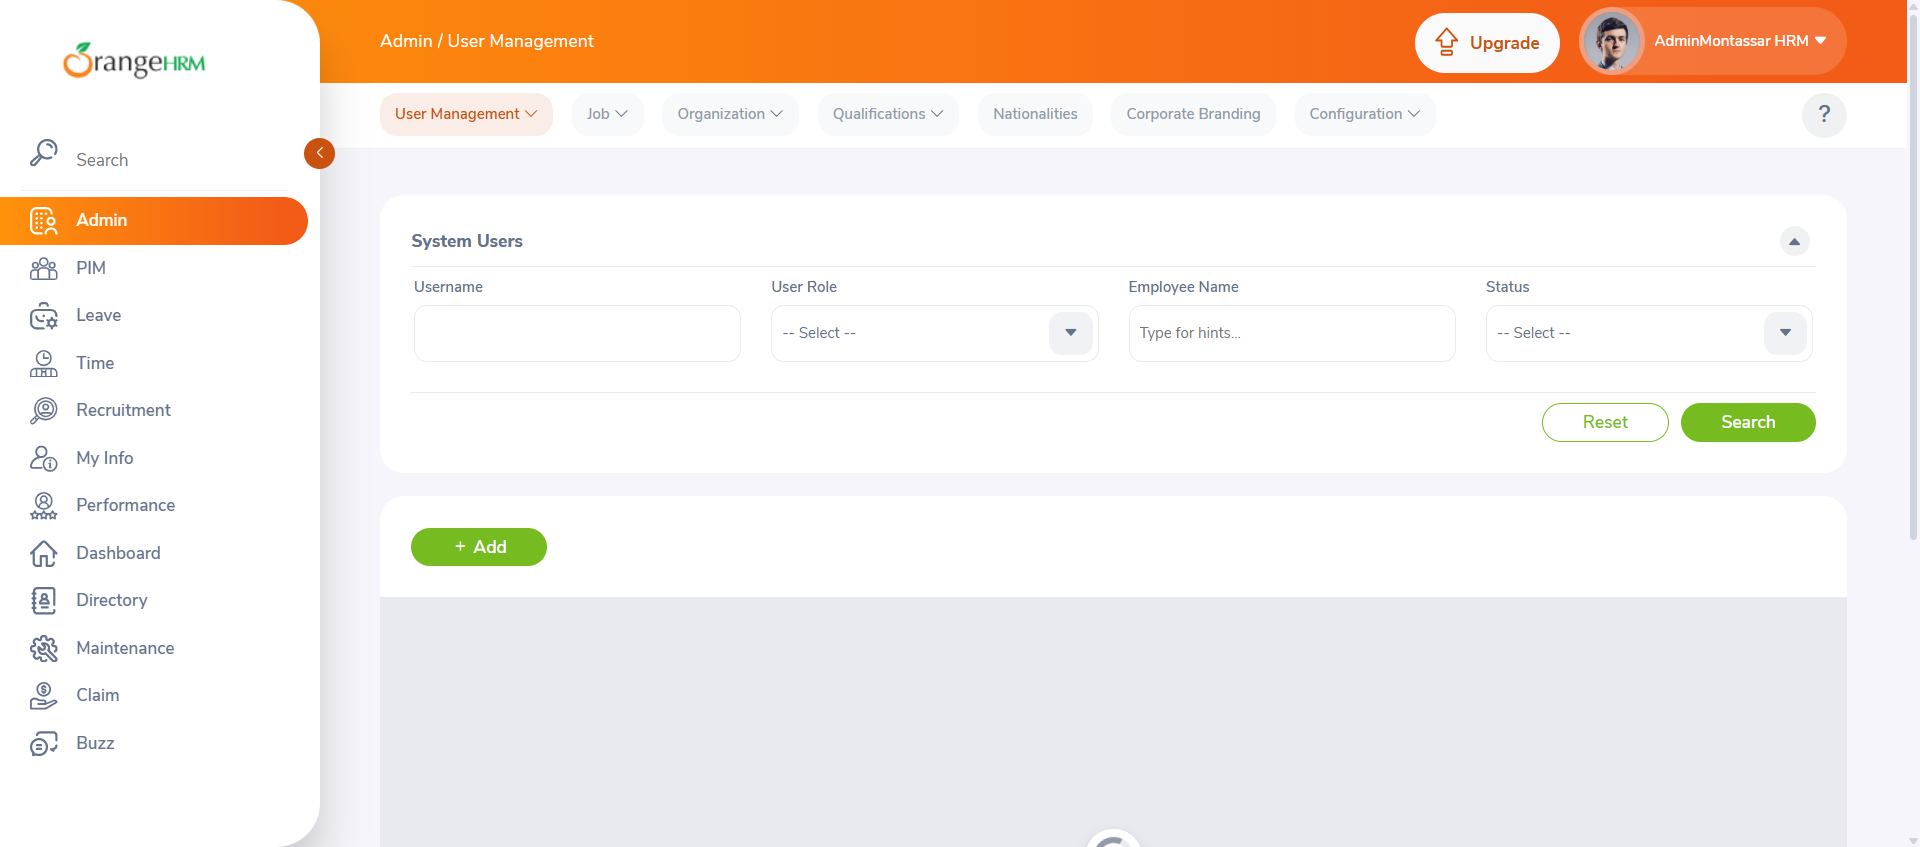 OrangeHRM
Admin / User Management
Upgrade
AdminMontassar HRM
User Management
Job
Organization
Qualifications
Nationalities
Corporate Branding
Configuration
?
Search
Admin
PIM
Leave
Time
Recruitment
My Info
Performance
Dashboard
Directory
Maintenance
Claim
Buzz
System Users
Username
User Role
Employee Name
Status
-- Select --
Type for hints...
-- Select --
Reset
Search
+ Add